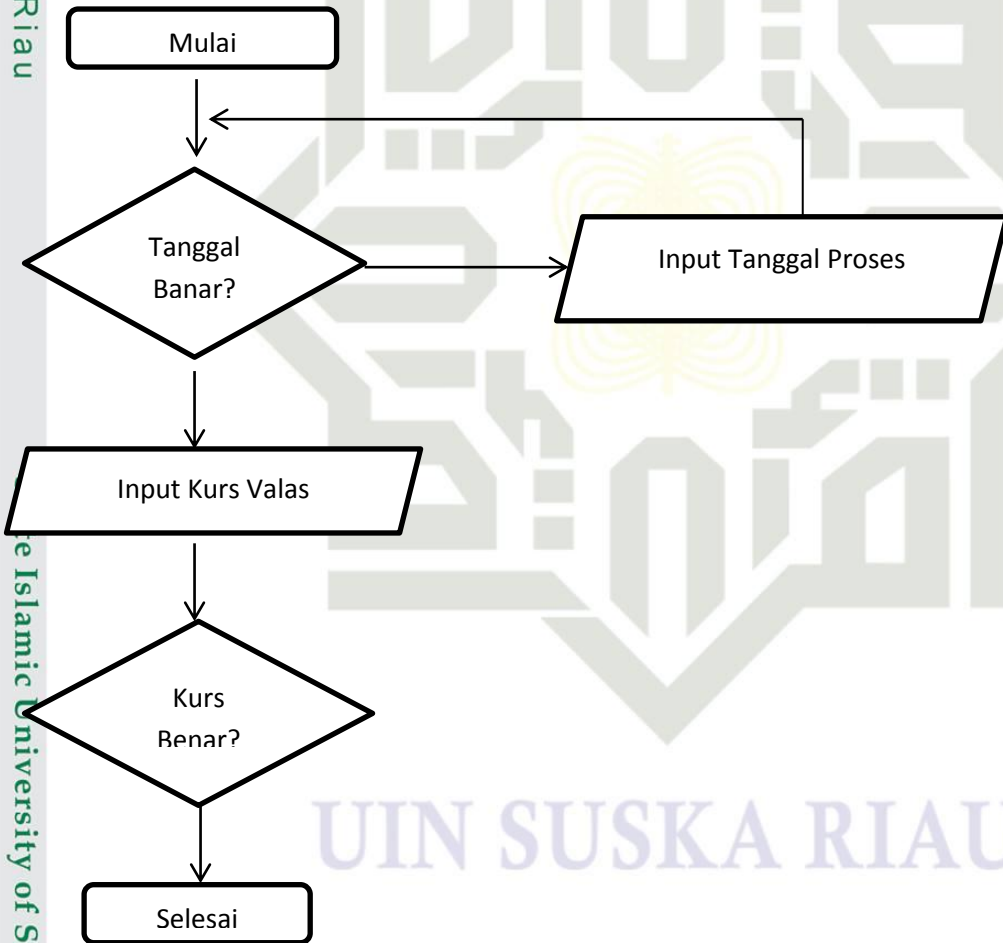 Riau
Mulai
Tanggal
Banar?
Input Tanggal Proses
Input Kurs Valas
te Islamic University of S
Kurs
Benar?
UIN SUSKA RIAU
Selesai